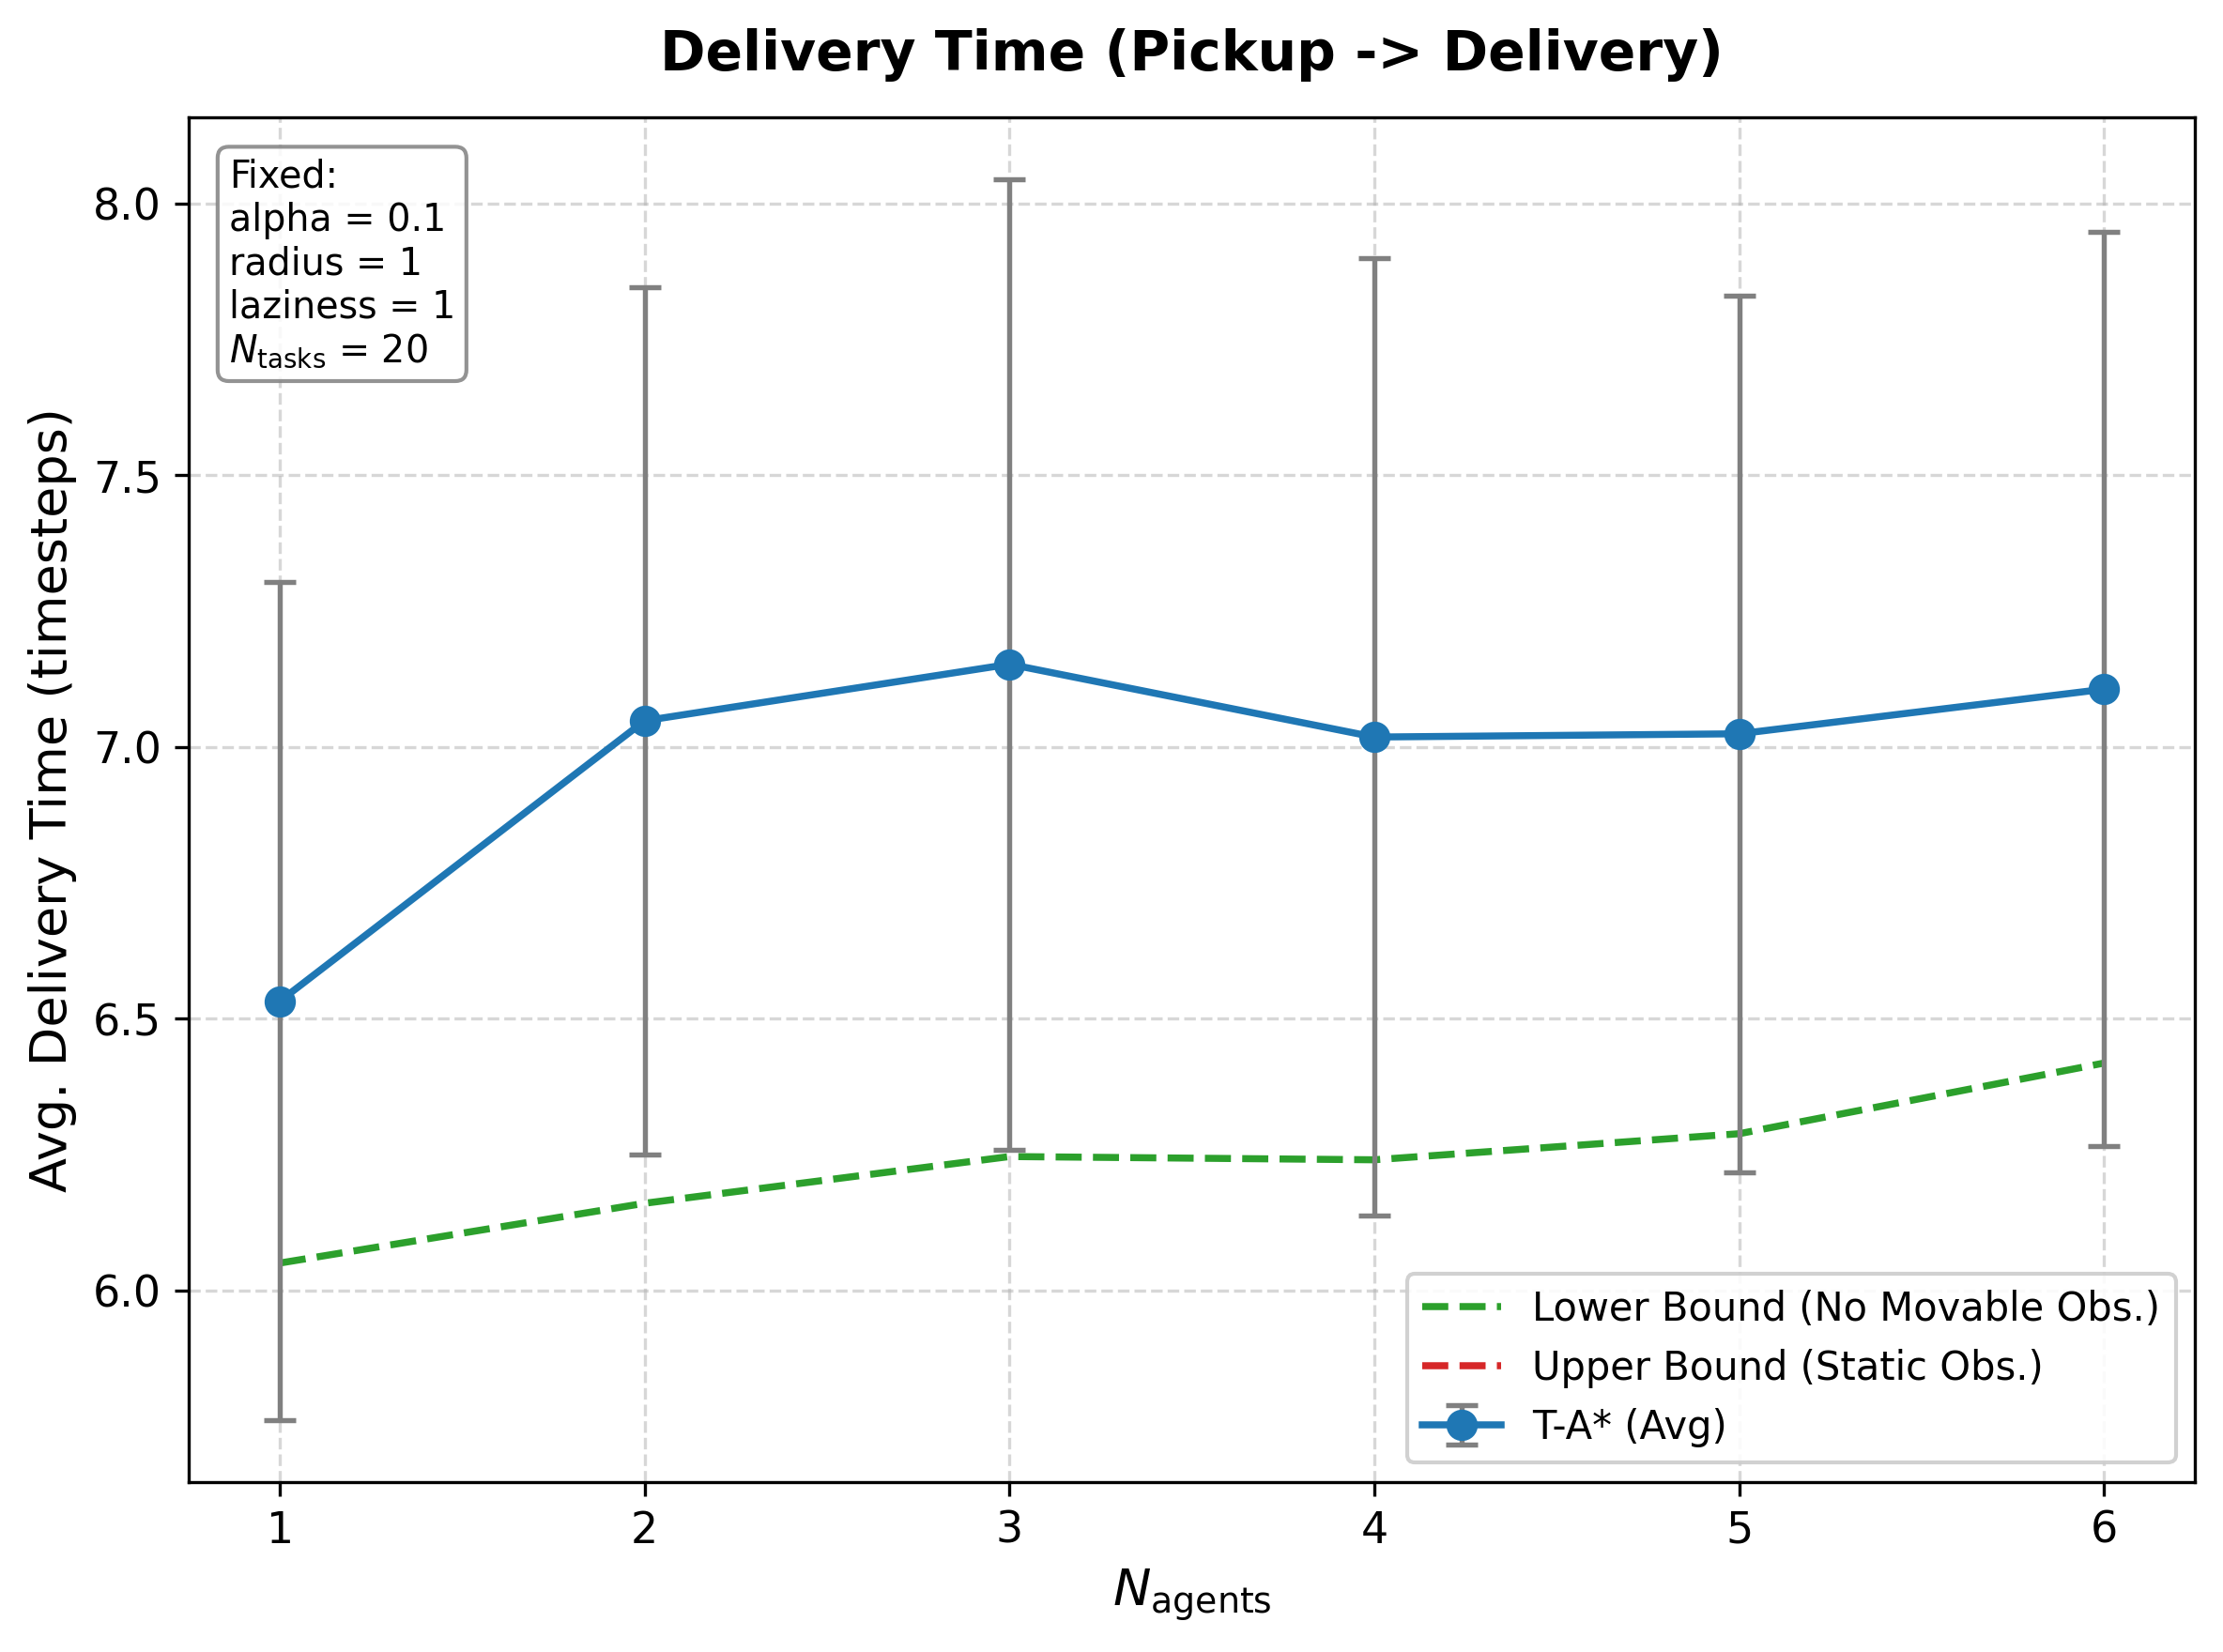 Delivery Time (Pickup -> Delivery)
Fixed:
alpha = 0.1
radius = 1
laziness = 1
N_tasks = 20
Avg. Delivery Time (timesteps)
8.0
7.5
7.0
6.5
6.0
Lower Bound (No Movable Obs.)
Upper Bound (Static Obs.)
T-A* (Avg)
1 2 3 4 5 6
N_agents